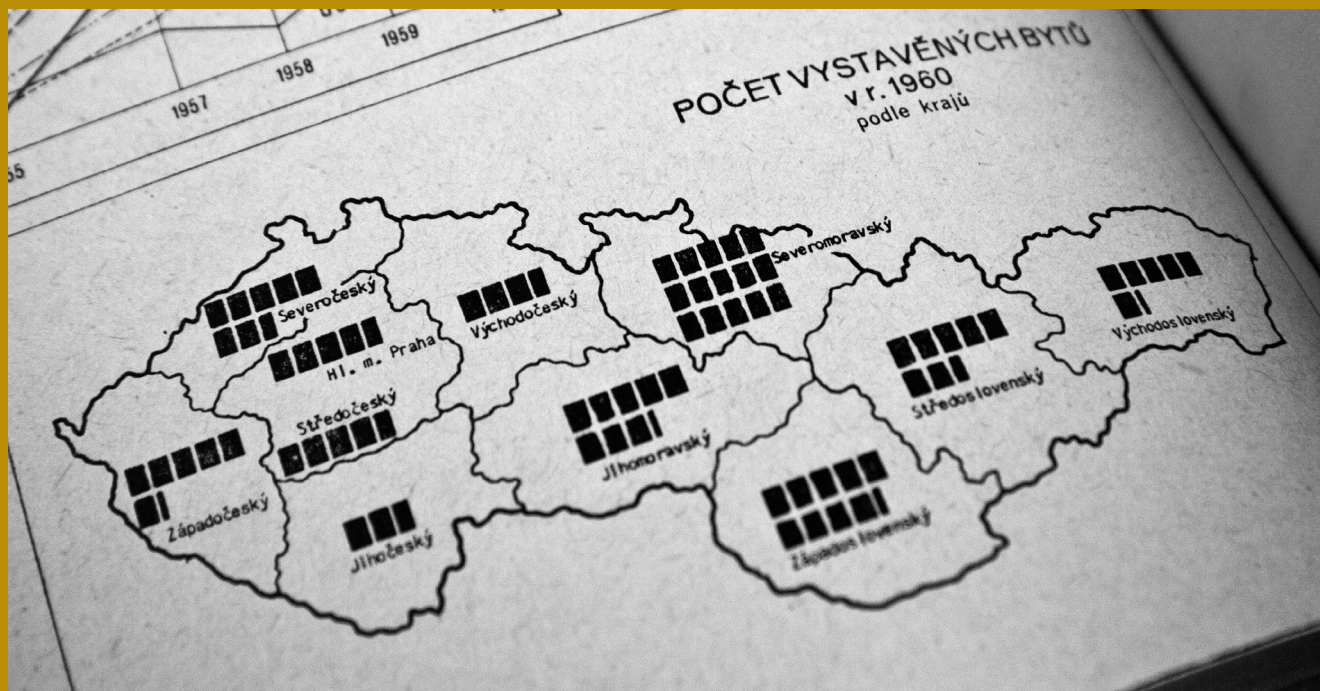 1959
1958
1957
55
POČET VYSTAVĚNÝCH BYTŮ
v r. 1960
podle krajů
Severočeský
Hl. m. Praha
Středočeský
Západočeský
Jihočeský
Východočeský
Severomoravský
Jihomoravský
Západoslovenský
Středoslovenský
Východoslovenský